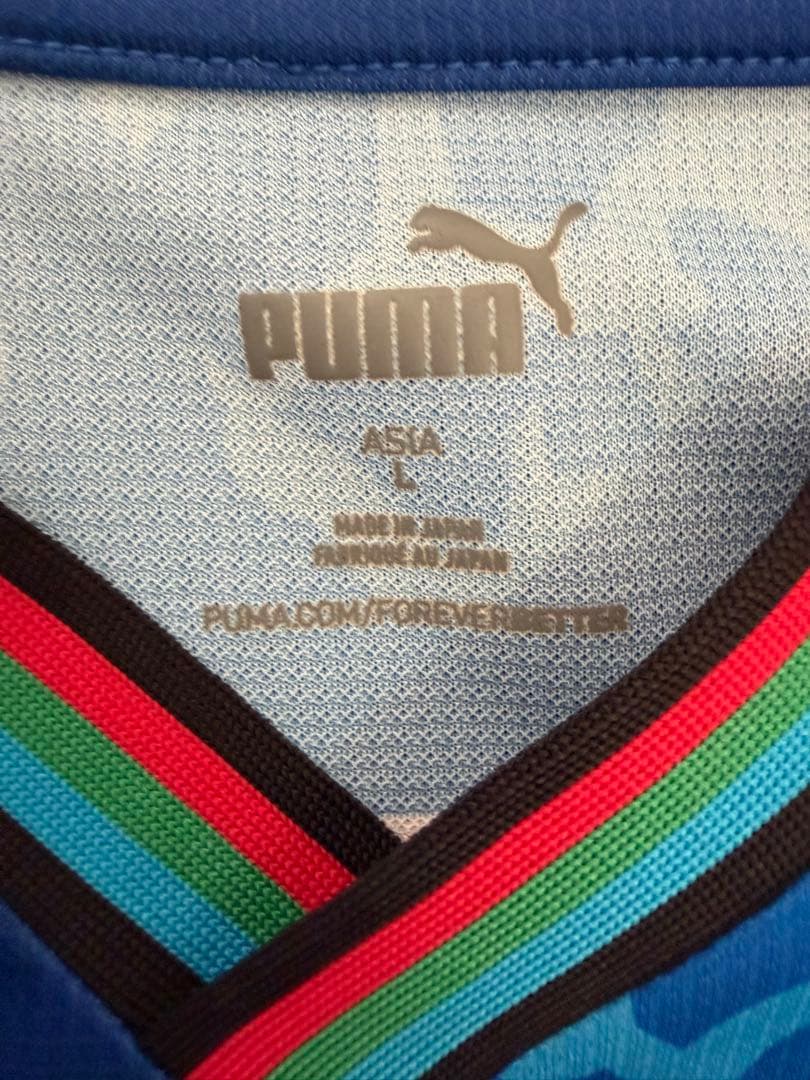 PUMA
ASIA
L
MADE IN JAPAN
FABRIQUÉ AU JAPAN
PUMA.COM/FOREVERBETTER